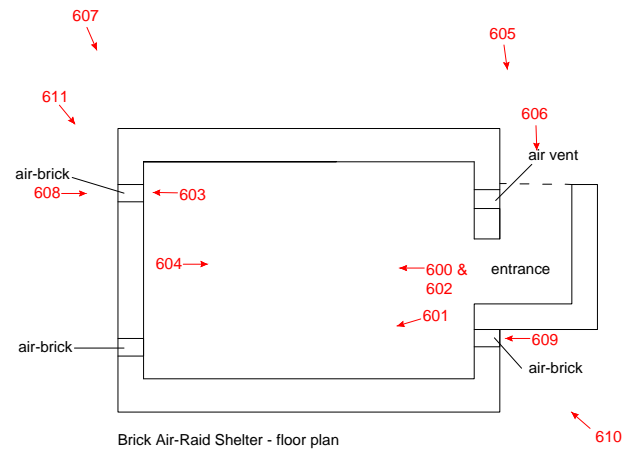 607
605
611
606
air vent
air-brick
608
603
604
600 &
602
entrance
601
air-brick
609
air-brick
610
Brick Air-Raid Shelter - floor plan